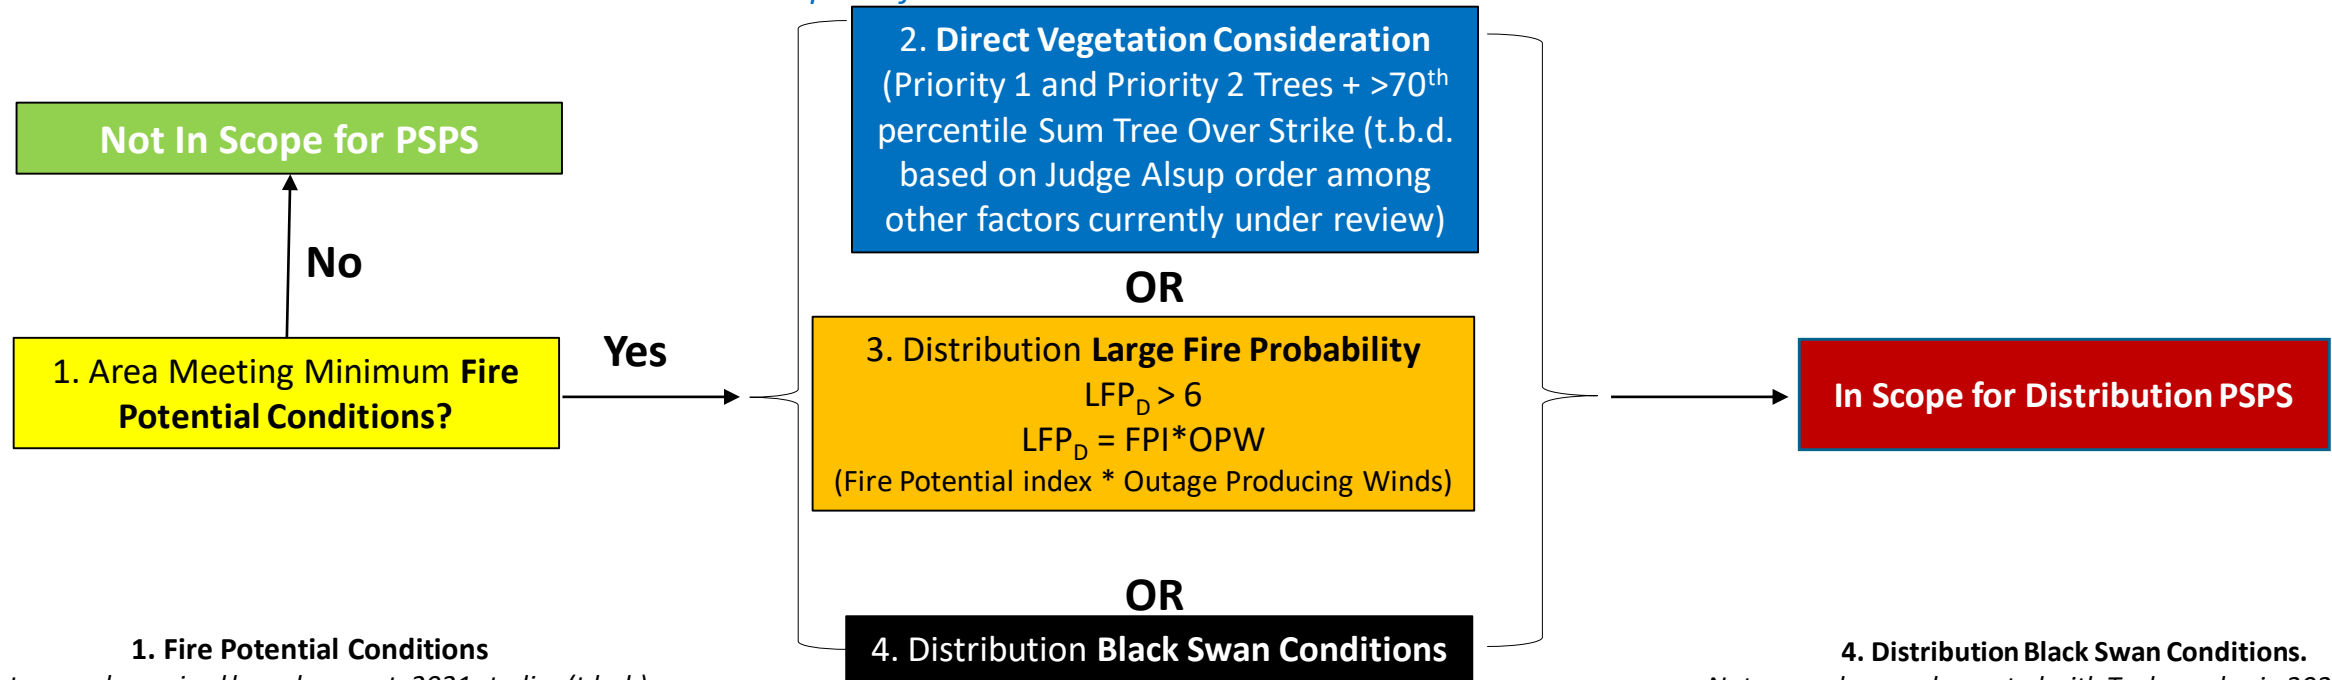 2. Direct Vegetation Consideration
(Priority 1 and Priority 2 Trees + >70th
percentile Sum Tree Over Strike (t.b.d.
based on Judge Alsup order among
other factors currently under review)
Not In Scope for PSPS
No
OR
1. Area Meeting Minimum Fire
Potential Conditions?
Yes
3. Distribution Large Fire Probability
LFPD > 6
LFPD = FPI*OPW
(Fire Potential index * Outage Producing Winds)
In Scope for Distribution PSPS
OR
4. Distribution Black Swan Conditions
1. Fire Potential Conditions
4. Distribution Black Swan Conditions.